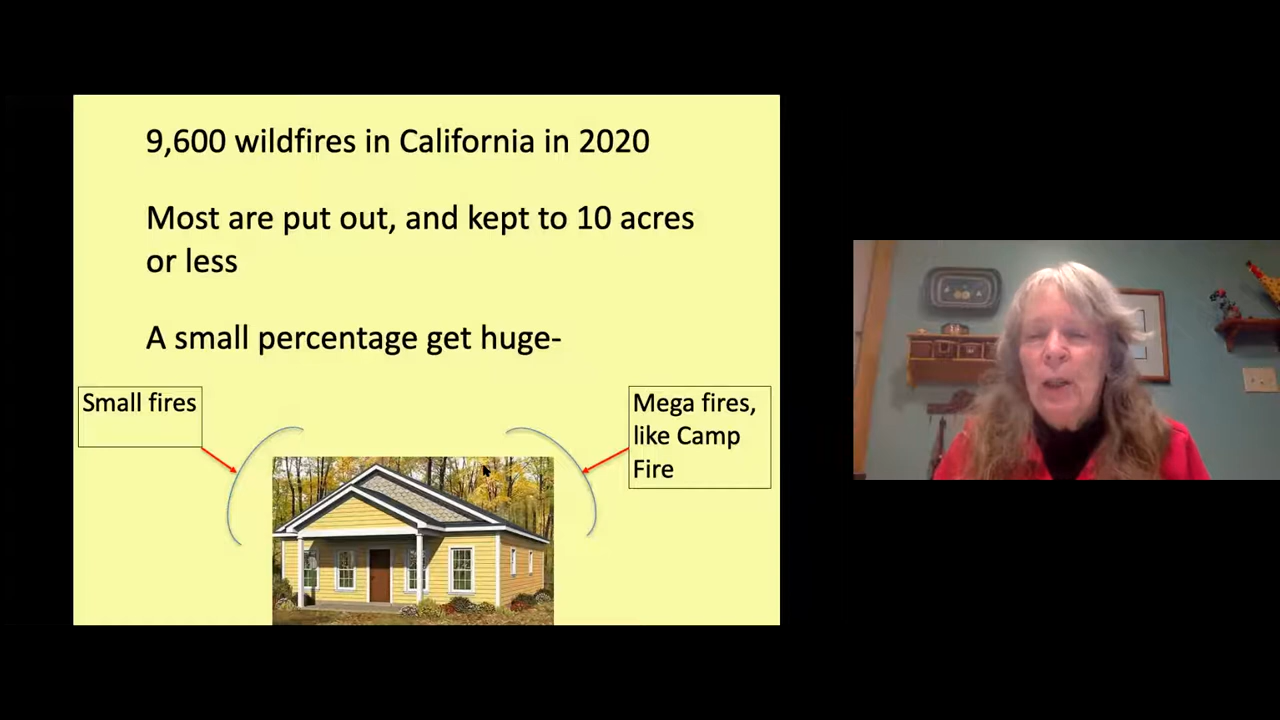 9,600 wildfires in California in 2020
Most are put out, and kept to 10 acres
or less
A small percentage get huge-
Small fires
Mega fires,
like Camp
Fire